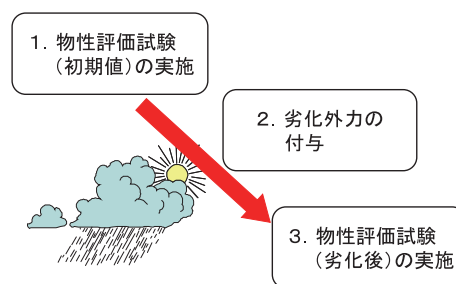 1．物性評価試験
（初期値）の実施
2．劣化外力の
付与
3．物性評価試験
（劣化後）の実施